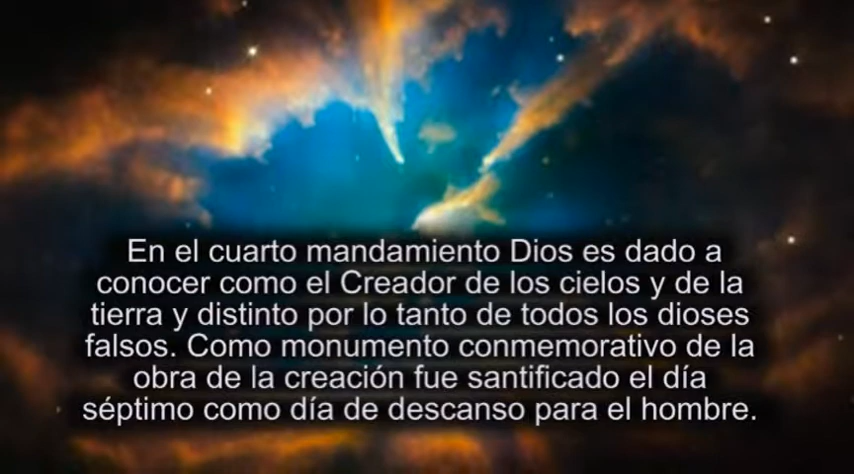 En el cuarto mandamiento Dios es dado a
conocer como el Creador de los cielos y de la
tierra y distinto por lo tanto de todos los dioses
falsos. Como monumento conmemorativo de la
obra de la creación fue santificado el día
séptimo como día de descanso para el hombre.